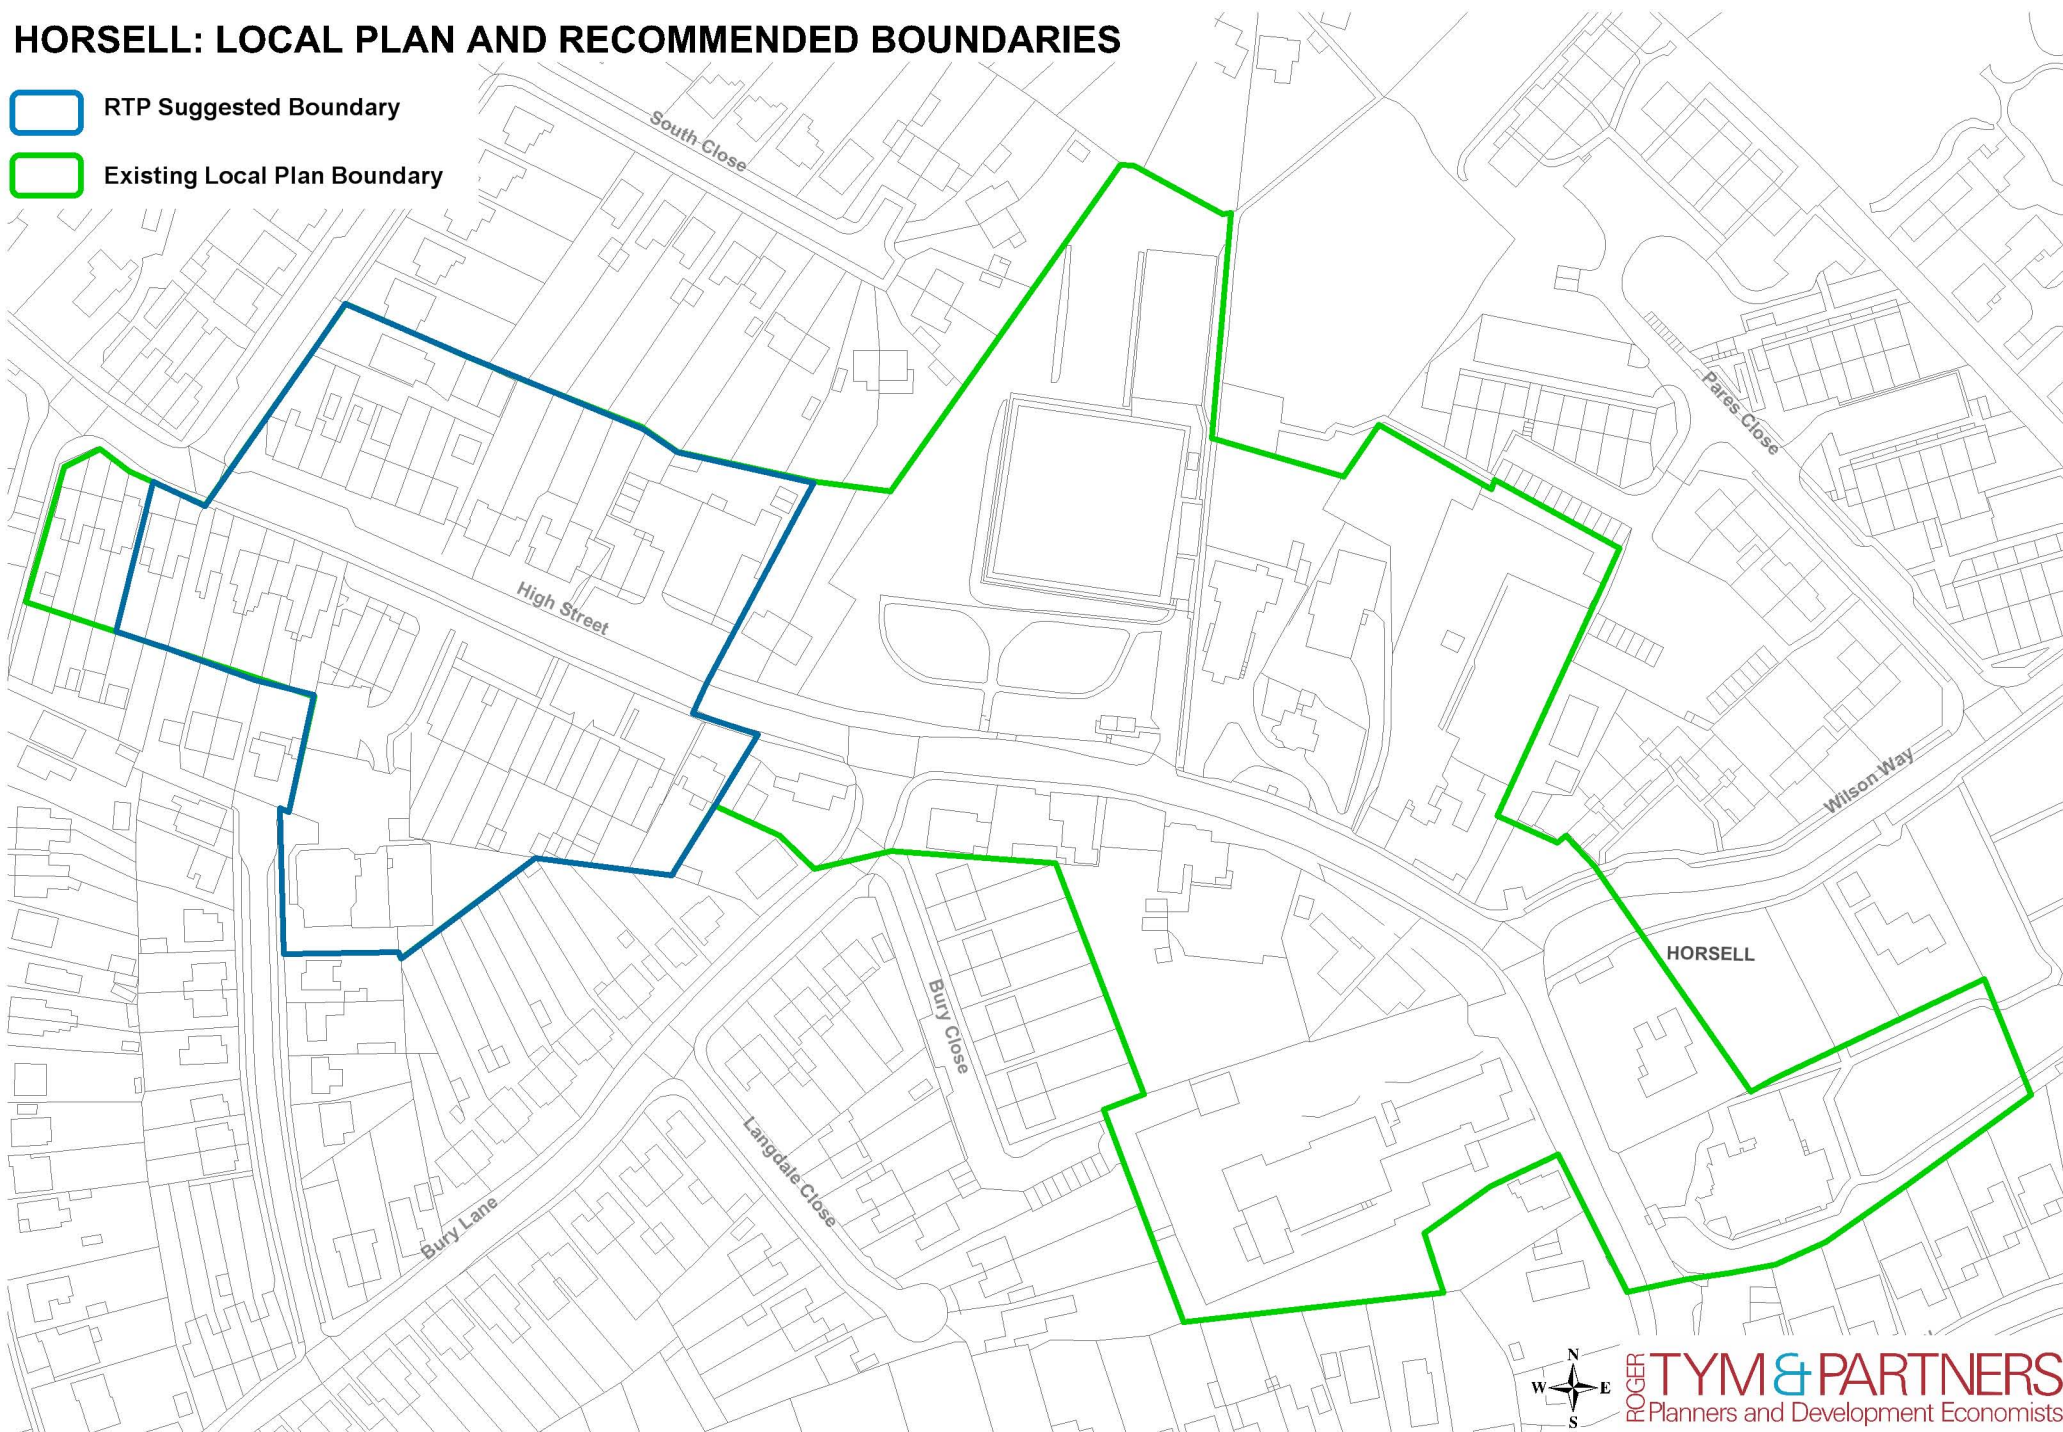 HORSELL: LOCAL PLAN AND RECOMMENDED BOUNDARIES
RTP Suggested Boundary
Existing Local Plan Boundary
South Close
Pares Close
High Street
Wilson Way
HORSELL
Bury Close
Langdale Close
Bury Lane
N
W E
S
ROGER TYM & PARTNERS
Planners and Development Economists